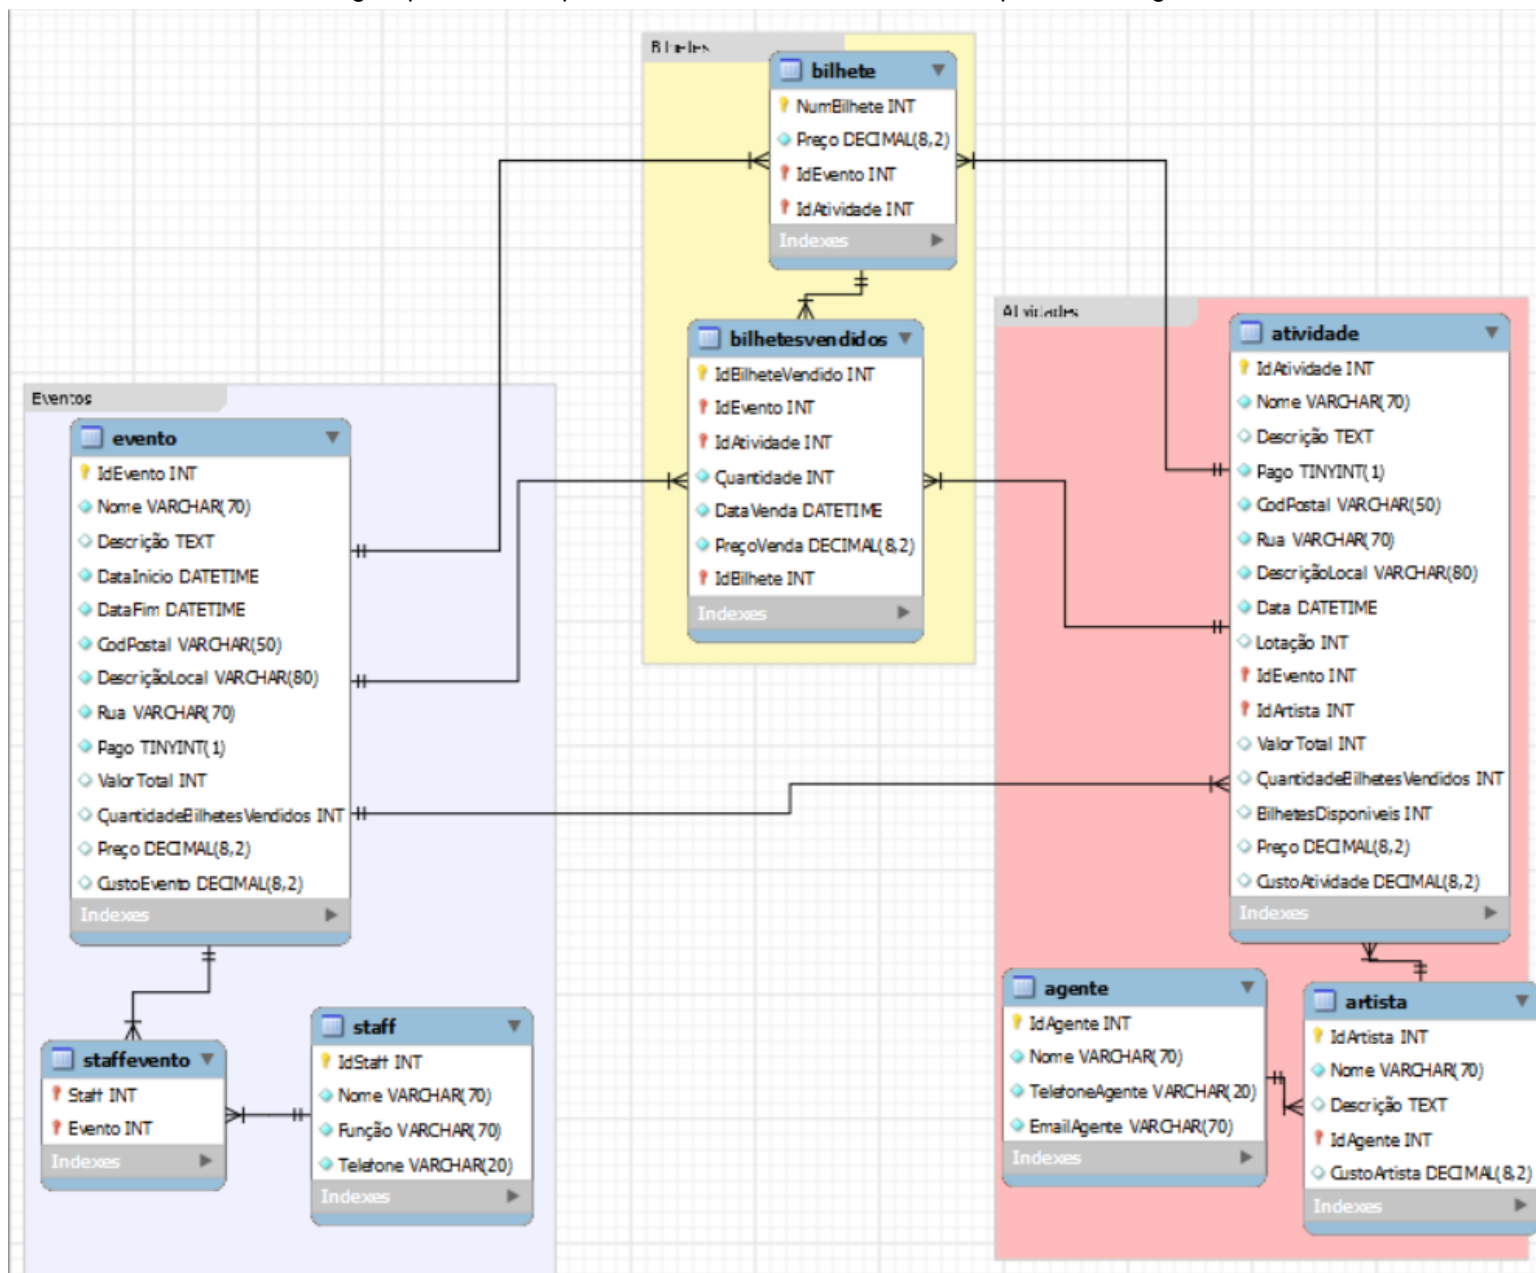 Bilhetes
bilhete
NumBilhete INT
Preço DECIMAL(8,2)
IdEvento INT
IdAtividade INT
Indexes
bilhetesvendidos
IdBilheteVendido INT
IdEvento INT
IdAtividade INT
Quantidade INT
DataVenda DATETIME
PreçoVenda DECIMAL(8,2)
IdBilhete INT
Indexes
Eventos
evento
IdEvento INT
Nome VARCHAR(70)
Descrição TEXT
DataInicio DATETIME
DataFim DATETIME
CodPostal VARCHAR(50)
DescriçãoLocal VARCHAR(80)
Rua VARCHAR(70)
Pago TINYINT(1)
ValorTotal INT
QuantidadeBilhetesVendidos INT
Preço DECIMAL(8,2)
CustoEvento DECIMAL(8,2)
Indexes
staffevento
Staff INT
Evento INT
Indexes
staff
IdStaff INT
Nome VARCHAR(70)
Função VARCHAR(70)
Telefone VARCHAR(20)
Indexes
Atividades
atividade
IdAtividade INT
Nome VARCHAR(70)
Descrição TEXT
Pago TINYINT(1)
CodPostal VARCHAR(50)
Rua VARCHAR(70)
DescriçãoLocal VARCHAR(80)
Data DATETIME
Lotação INT
IdEvento INT
IdArtista INT
ValorTotal INT
QuantidadeBilhetesVendidos INT
BilhetesDisponiveis INT
Preço DECIMAL(8,2)
CustoAtividade DECIMAL(8,2)
Indexes
agente
IdAgente INT
Nome VARCHAR(70)
TelefoneAgente VARCHAR(20)
EmailAgente VARCHAR(70)
Indexes
artista
IdArtista INT
Nome VARCHAR(70)
Descrição TEXT
IdAgente INT
CustoArtista DECIMAL(8,2)
Indexes